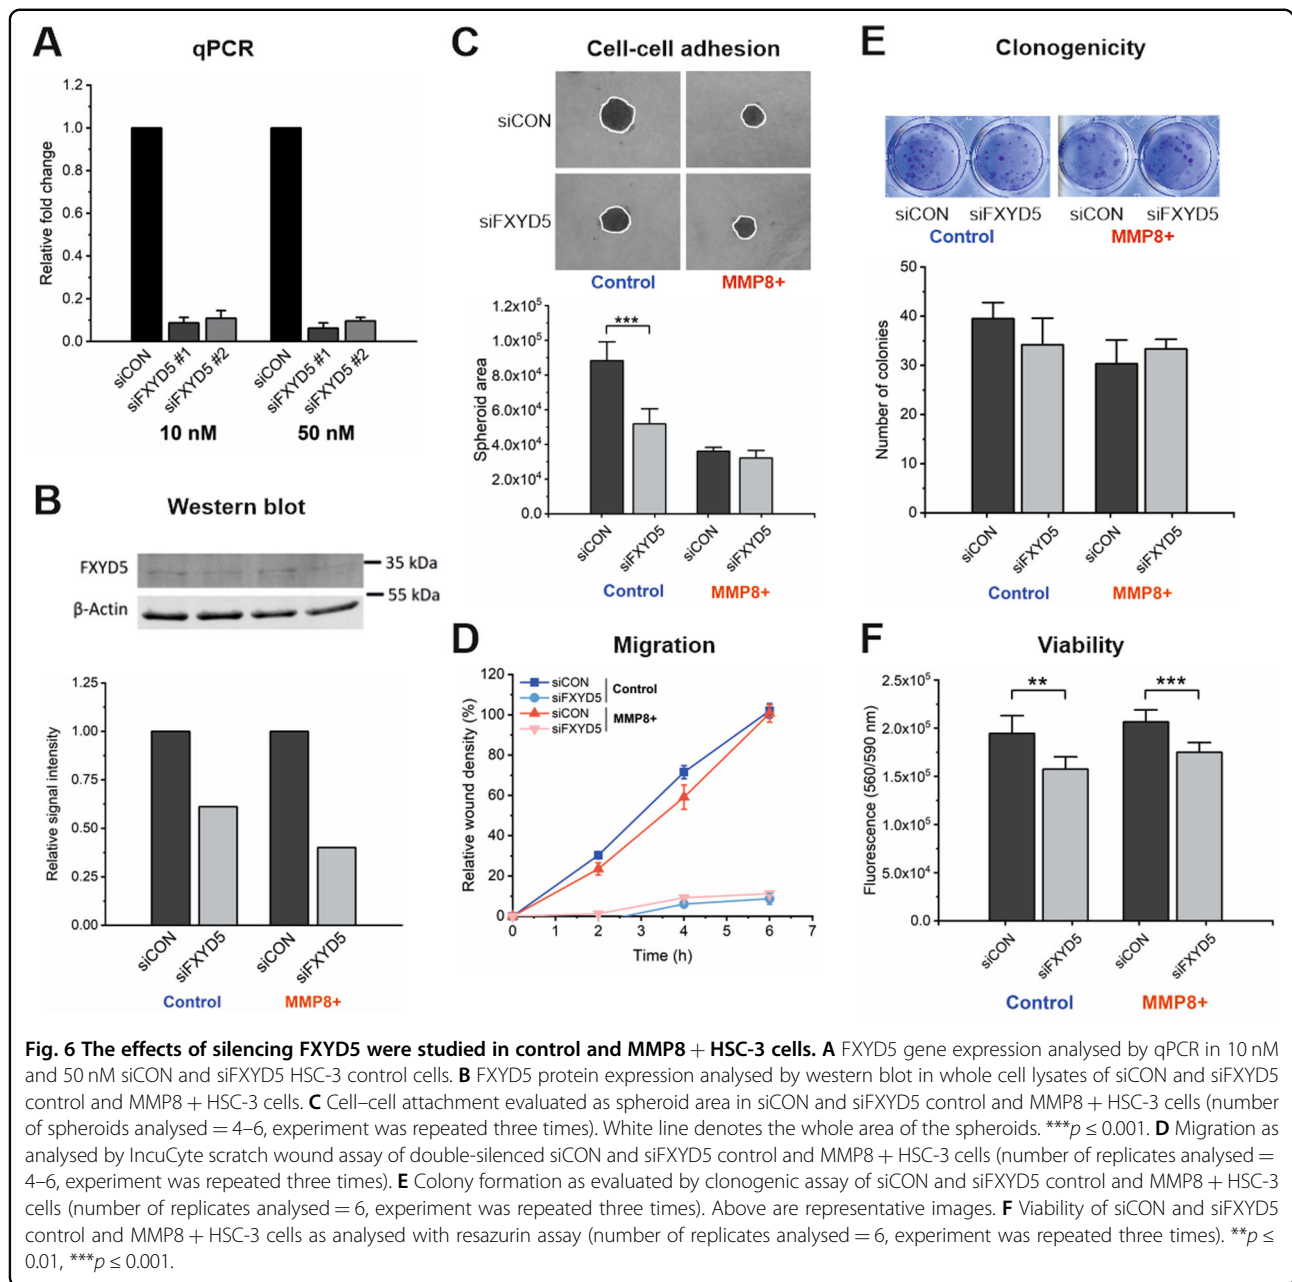 A
qPCR
1.2
1.0
0.8
0.6
0.4
0.2
0.0
Relative fold change
siCON
siFXYD5 #1
siFXYD5 #2
siCON
siFXYD5 #1
siFXYD5 #2
10 nM
50 nM
B
Western blot
FXYD5
35 kDa
55 kDa
β-Actin
1.25
1.00
0.75
0.50
0.25
0.00
Relative signal intensity
siCON
siFXYD5
siCON
siFXYD5
Control
MMP8+
C
Cell-cell adhesion
siCON
siFXYD5
Control
MMP8+
1.2x10⁵
1.0x10⁵
8.0x10⁴
6.0x10⁴
4.0x10⁴
2.0x10⁴
0.0
Spheroid area
***
siCON
siFXYD5
siCON
siFXYD5
Control
MMP8+
D
Migration
120
100
80
60
40
20
0
Relative wound density (%)
siCON
siFXYD5
Control
siCON
siFXYD5
MMP8+
0 1 2 3 4 5 6 7
Time (h)
E
Clonogenicity
siCON siFXYD5 siCON siFXYD5
Control MMP8+
50
40
30
20
10
0
Number of colonies
siCON
siFXYD5
siCON
siFXYD5
Control
MMP8+
F
Viability
2.5x10⁵
2.0x10⁵
1.5x10⁵
1.0x10⁵
5.0x10⁴
0.0
Fluorescence (560/590 nm)
**
***
siCON
siFXYD5
siCON
siFXYD5
Control
MMP8+
Fig. 6 The effects of silencing FXYD5 were studied in control and MMP8 + HSC-3 cells. A FXYD5 gene expression analysed by qPCR in 10 nM
and 50 nM siCON and siFXYD5 HSC-3 control cells. B FXYD5 protein expression analysed by western blot in whole cell lysates of siCON and siFXYD5
control and MMP8 + HSC-3 cells. C Cell–cell attachment evaluated as spheroid area in siCON and siFXYD5 control and MMP8 + HSC-3 cells (number
of spheroids analysed = 4–6, experiment was repeated three times). White line denotes the whole area of the spheroids. ***p ≤ 0.001. D Migration as
analysed by IncuCyte scratch wound assay of double-silenced siCON and siFXYD5 control and MMP8 + HSC-3 cells (number of replicates analysed =
4–6, experiment was repeated three times). E Colony formation as evaluated by clonogenic assay of siCON and siFXYD5 control and MMP8 + HSC-3
cells (number of replicates analysed = 6, experiment was repeated three times). Above are representative images. F Viability of siCON and siFXYD5
control and MMP8 + HSC-3 cells as analysed with resazurin assay (number of replicates analysed = 6, experiment was repeated three times). **p ≤
0.01, ***p ≤ 0.001.